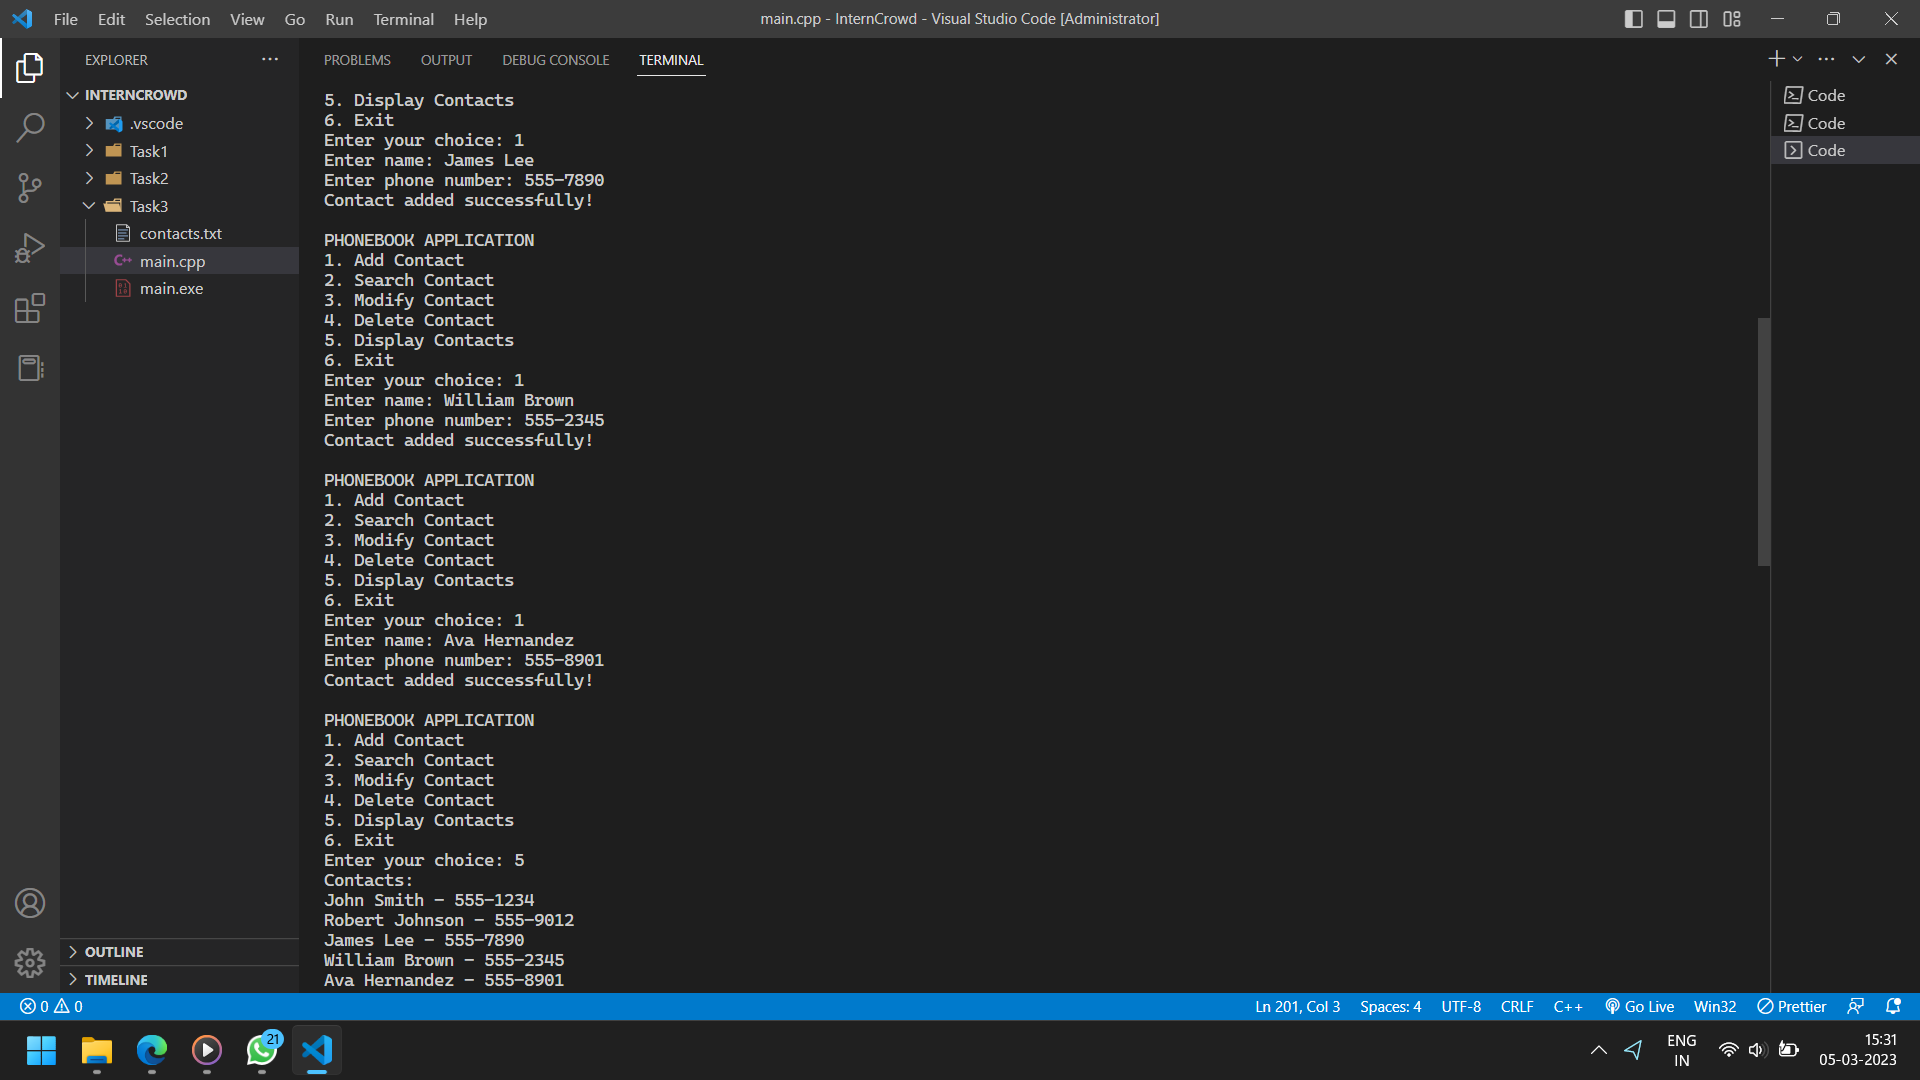 File Edit Selection View Go Run Terminal Help
main.cpp - InternCrowd - Visual Studio Code [Administrator]
EXPLORER
INTERNCROWD
.vscode
Task1
Task2
Task3
contacts.txt
main.cpp
main.exe
OUTLINE
TIMELINE
PROBLEMS OUTPUT DEBUG CONSOLE TERMINAL
5. Display Contacts
6. Exit
Enter your choice: 1
Enter name: James Lee
Enter phone number: 555-7890
Contact added successfully!
PHONEBOOK APPLICATION
1. Add Contact
2. Search Contact
3. Modify Contact
4. Delete Contact
5. Display Contacts
6. Exit
Enter your choice: 1
Enter name: William Brown
Enter phone number: 555-2345
Contact added successfully!
PHONEBOOK APPLICATION
1. Add Contact
2. Search Contact
3. Modify Contact
4. Delete Contact
5. Display Contacts
6. Exit
Enter your choice: 1
Enter name: Ava Hernandez
Enter phone number: 555-8901
Contact added successfully!
PHONEBOOK APPLICATION
1. Add Contact
2. Search Contact
3. Modify Contact
4. Delete Contact
5. Display Contacts
6. Exit
Enter your choice: 5
Contacts:
John Smith - 555-1234
Robert Johnson - 555-9012
James Lee - 555-7890
William Brown - 555-2345
Ava Hernandez - 555-8901
Code
Code
Code
0 0
Ln 201, Col 3 Spaces: 4 UTF-8 CRLF C++ Go Live Win32 Prettier
21
ENG
IN
15:31
05-03-2023